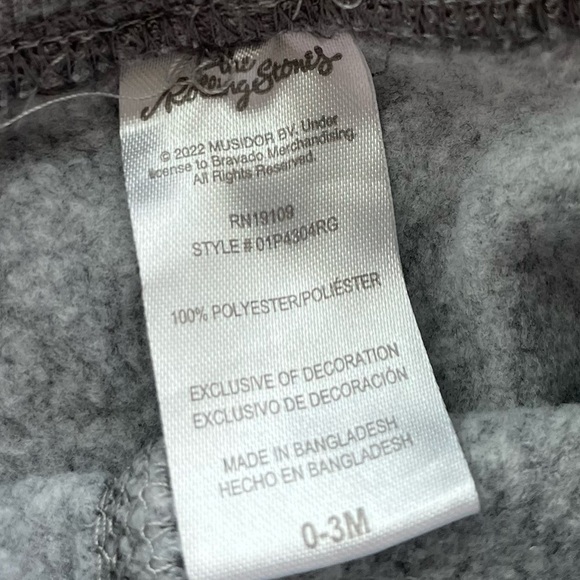 the
Rolling Stones
© 2022 MUSIDOR BV. Under
license to Bravado Merchandising.
All Rights Reserved.
RN19109
STYLE # 01P4304RG
100% POLYESTER/POLIÉSTER
EXCLUSIVE OF DECORATION
EXCLUSIVO DE DECORACIÓN
MADE IN BANGLADESH
HECHO EN BANGLADESH
0-3M